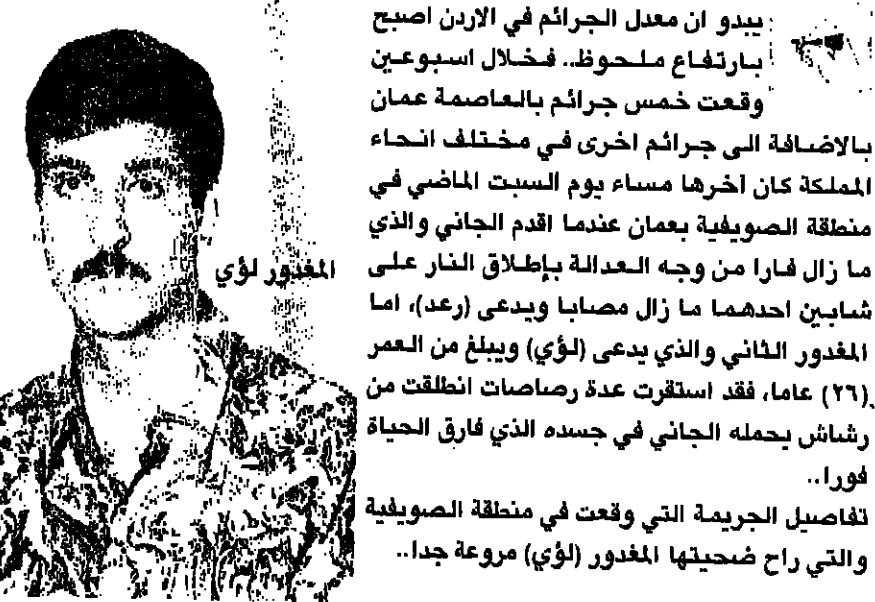 يبدو ان معدل الجرائم في الاردن اصبح
بارتفاع ملحوظ.. فخلال اسبوعين
وقعت خمس جرائم بالعاصمة عمان
بالاضافة الى جرائم اخرى في مختلف انحاء
المملكة كان آخرها مساء يوم السبت الماضي في
منطقة الصويفية بعمان عندما اقدم الجاني والذي
ما زال فارا من وجه العدالة بإطلاق النار على
شابين احدهما ما زال مصابا ويدعى (رعد)، اما
المغدور الثاني والذي يدعى (لؤي) ويبلغ من العمر
(٢٦) عاما، فقد استقرت عدة رصاصات انطلقت من
رشاش يحمله الجاني في جسده الذي فارق الحياة
فورا..
تفاصيل الجريمة التي وقعت في منطقة الصويفية
والتي راح ضحيتها المغدور (لؤي) مروعة جدا..
المغدور لؤي